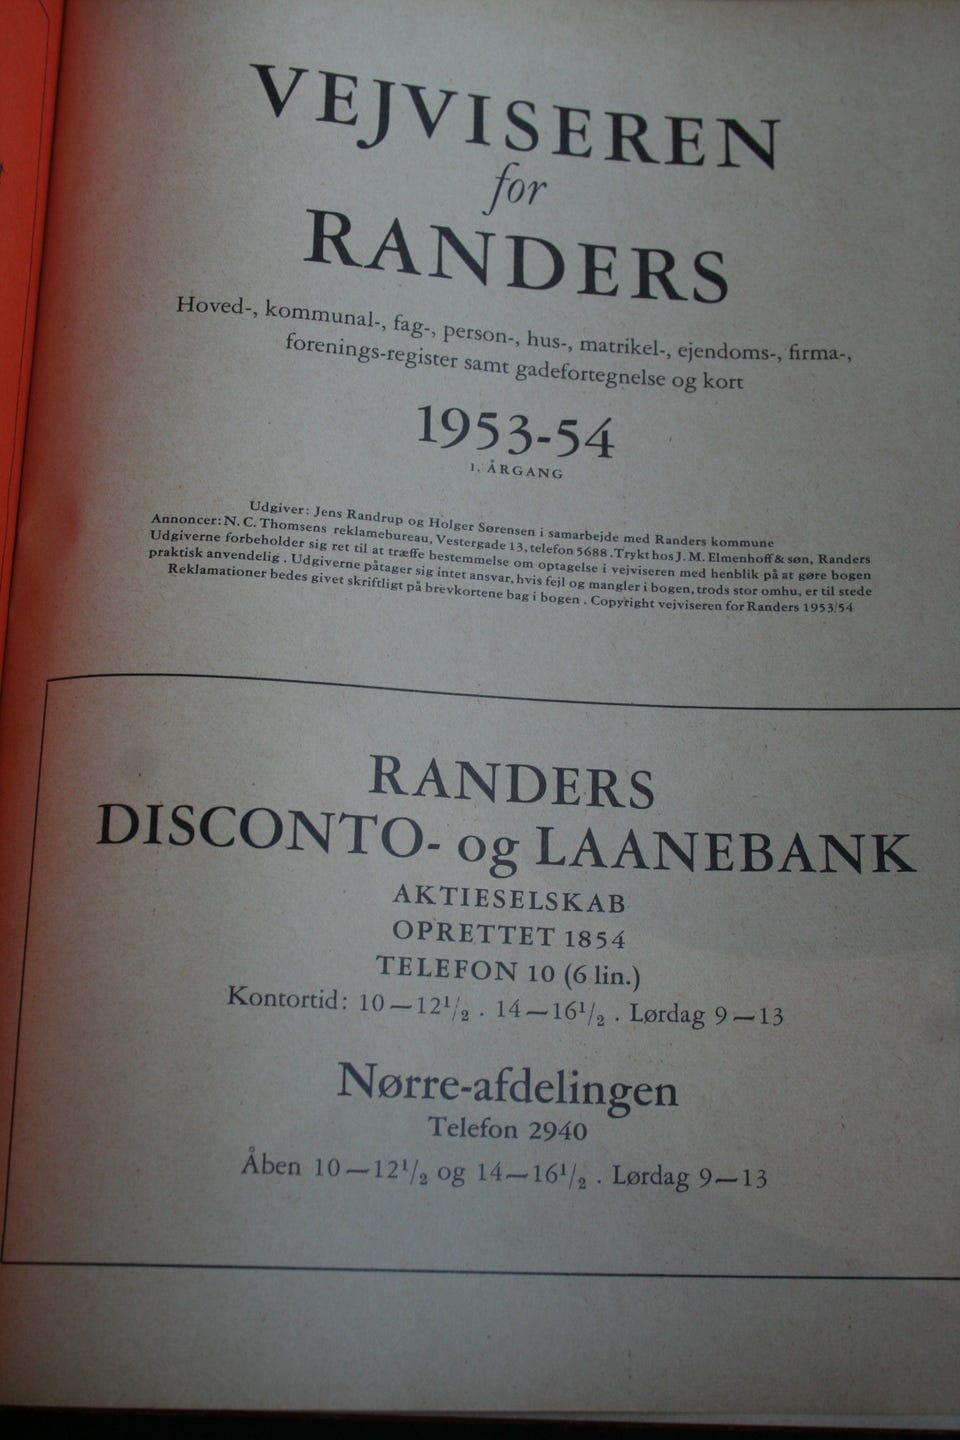 VEJVISEREN
for
RANDERS
Hoved-, kommunal-, fag-, person-, hus-, matrikel-, ejendoms-, firma-,
forenings-register samt gadefortegnelse og kort
1953-54
1. ÅRGANG
Udgiver: Jens Randrup og Holger Sørensen i samarbejde med Randers kommune
Annoncer: N. C. Thomsens reklamebureau, Vestergade 13, telefon 5688 . Trykt hos J. M. Elmenhoff & søn, Randers
Udgiverne forbeholder sig ret til at træffe bestemmelse om optagelse i vejviseren med henblik på at gøre bogen
praktisk anvendelig . Udgiverne påtager sig intet ansvar, hvis fejl og mangler i bogen, trods stor omhu, er til stede
Reklamationer bedes givet skriftligt på brevkortene bag i bogen . Copyright vejviseren for Randers 1953/54
RANDERS
DISCONTO- og LAANEBANK
AKTIESELSKAB
OPRETTET 1854
TELEFON 10 (6 lin.)
Kontortid: 10—12½ . 14—16½ . Lørdag 9—13
Nørre-afdelingen
Telefon 2940
Åben 10—12½ og 14—16½ . Lørdag 9—13